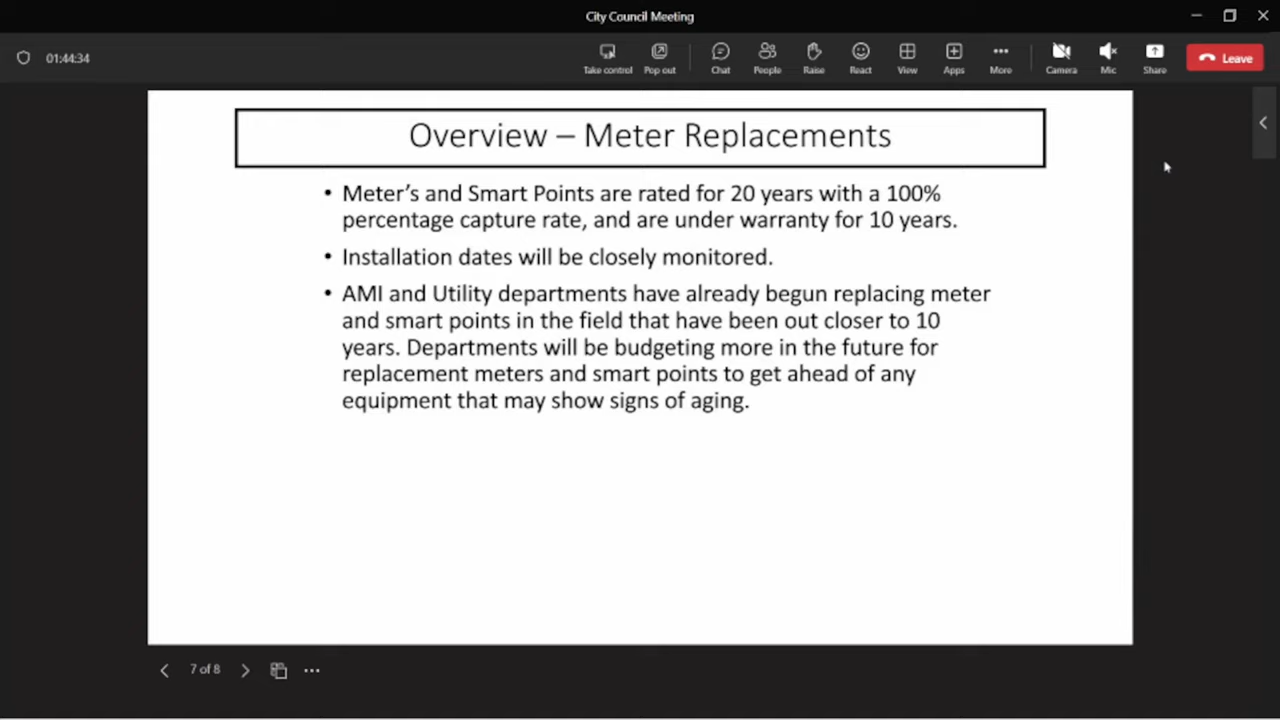 City Council Meeting
01:44:34
Take control
Pop out
Chat
People
Raise
React
View
Apps
More
Camera
Mic
Share
Leave
Overview – Meter Replacements
• Meter's and Smart Points are rated for 20 years with a 100%
percentage capture rate, and are under warranty for 10 years.
• Installation dates will be closely monitored.
• AMI and Utility departments have already begun replacing meter
and smart points in the field that have been out closer to 10
years. Departments will be budgeting more in the future for
replacement meters and smart points to get ahead of any
equipment that may show signs of aging.
7 of 8